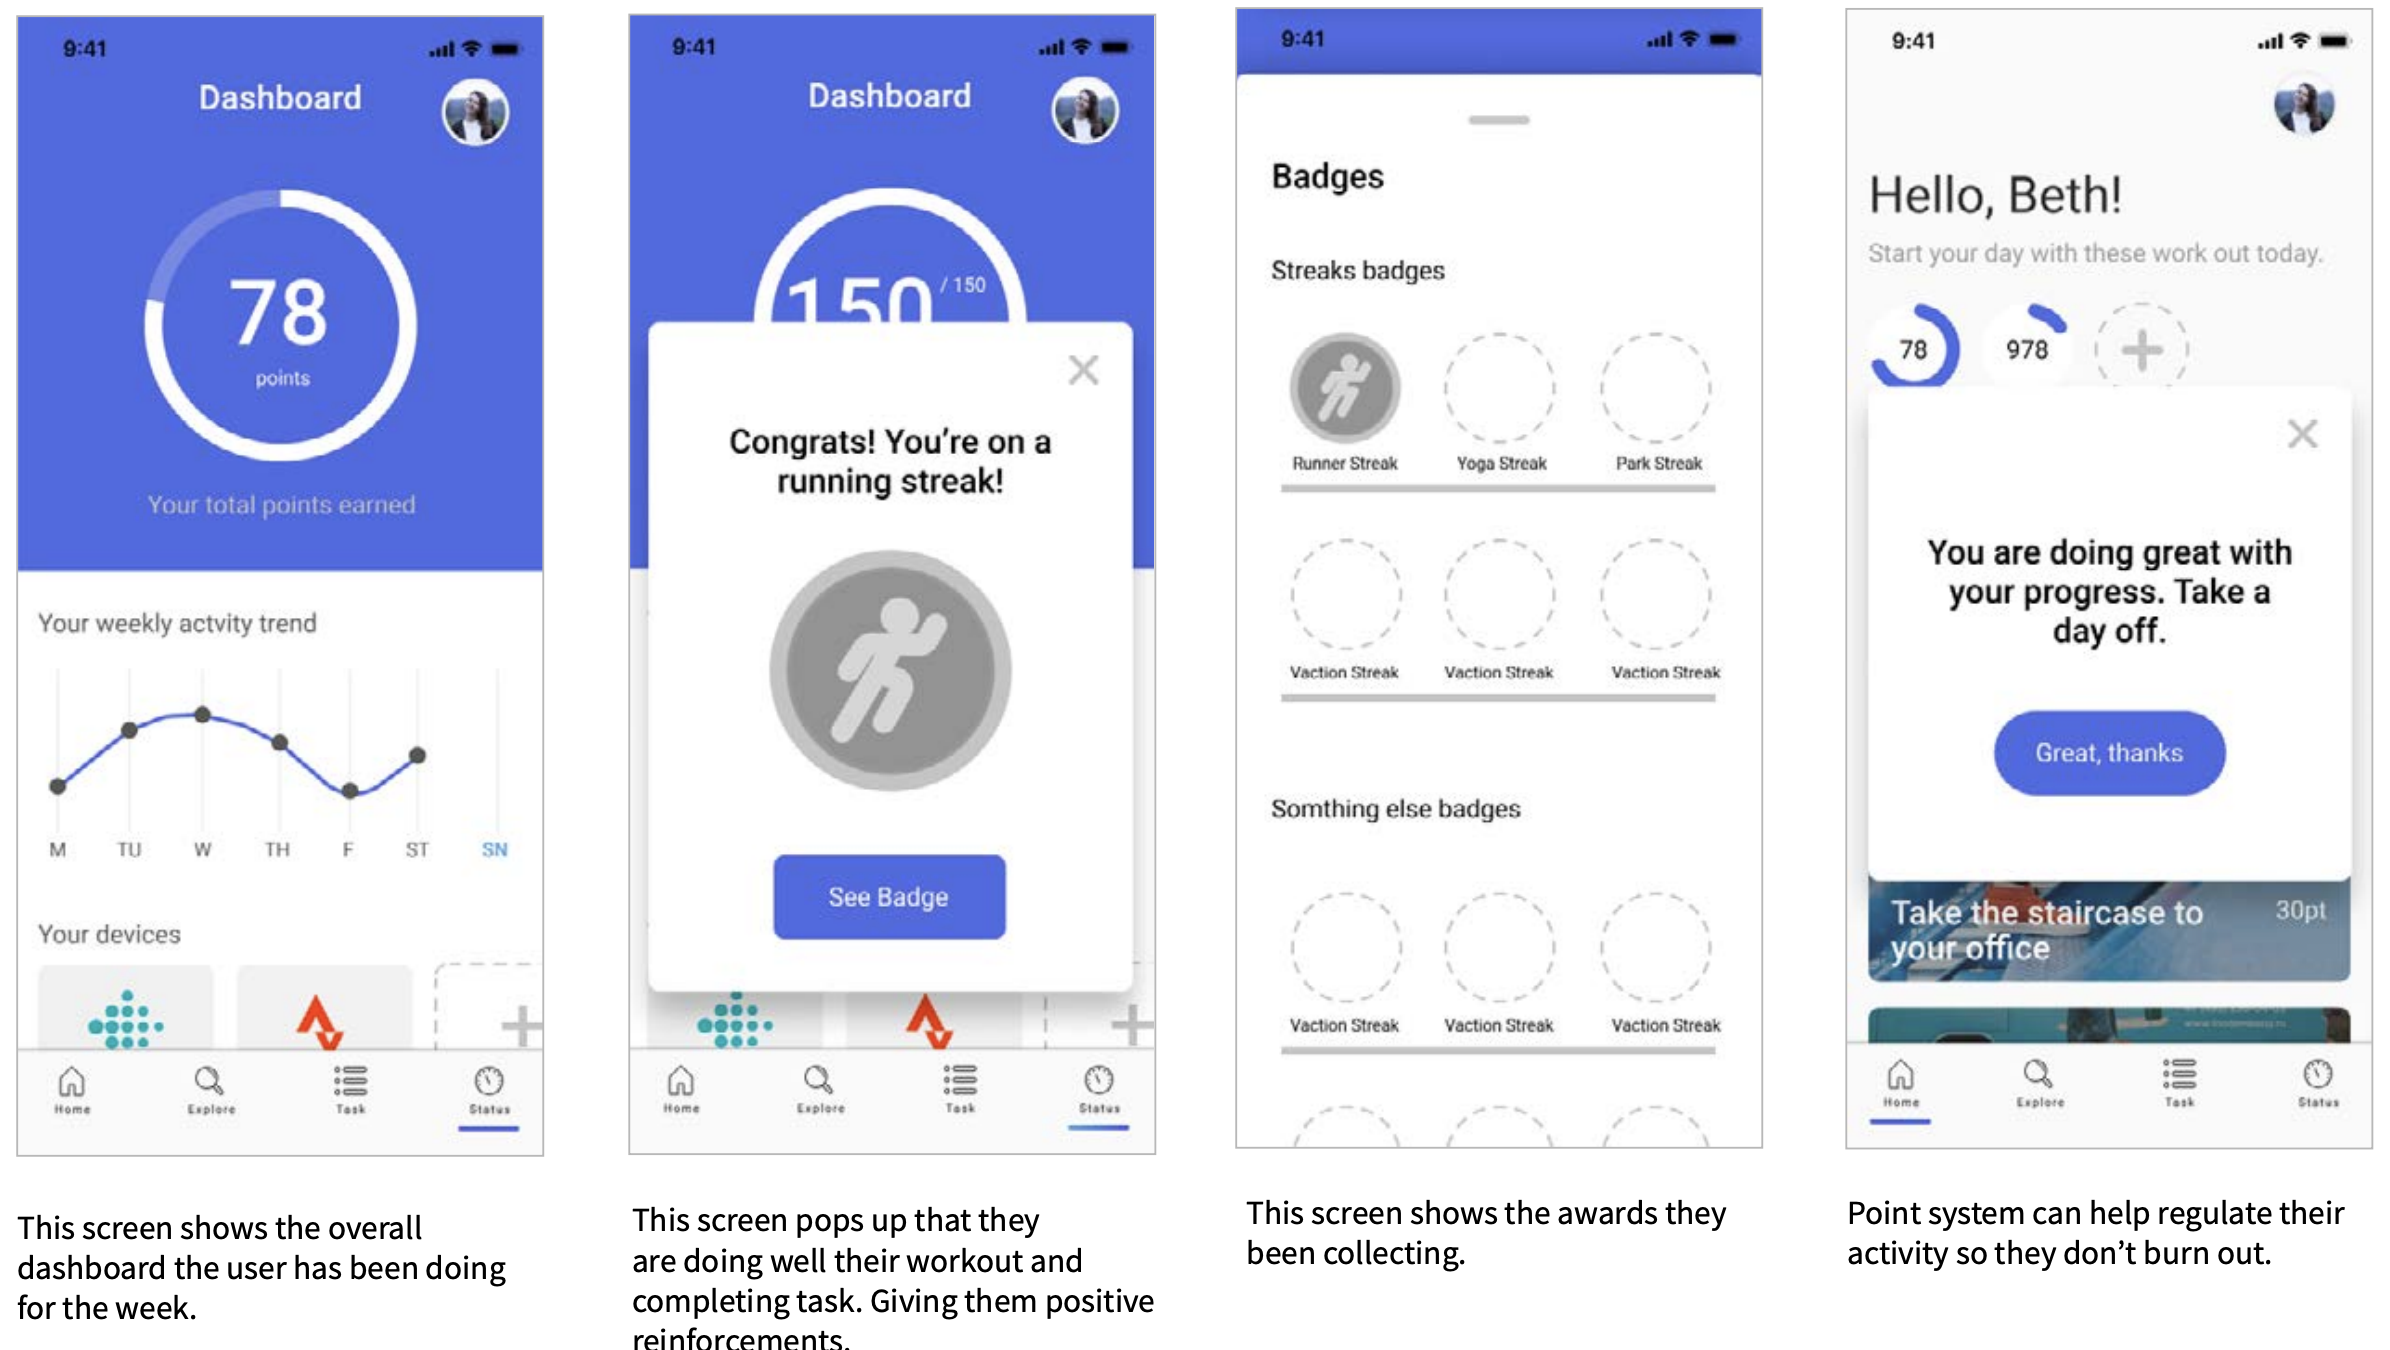 9:41
Dashboard
78
points
Your total points earned
Your weekly actvity trend
M TU W TH F ST SN
Your devices
Home Explore Task Status
This screen shows the overall
dashboard the user has been doing
for the week.
9:41
Dashboard
150 / 150
Congrats! You're on a
running streak!
See Badge
Home Explore Task Status
This screen pops up that they
are doing well their workout and
completing task. Giving them positive
reinforcements.
9:41
Badges
Streaks badges
Runner Streak Yoga Streak Park Streak
Vaction Streak Vaction Streak Vaction Streak
Somthing else badges
Vaction Streak Vaction Streak Vaction Streak
This screen shows the awards they
been collecting.
9:41
Hello, Beth!
Start your day with these work out today.
78 978
You are doing great with
your progress. Take a
day off.
Great, thanks
Take the staircase to 30pt
your office
Home Explore Task Status
Point system can help regulate their
activity so they don't burn out.